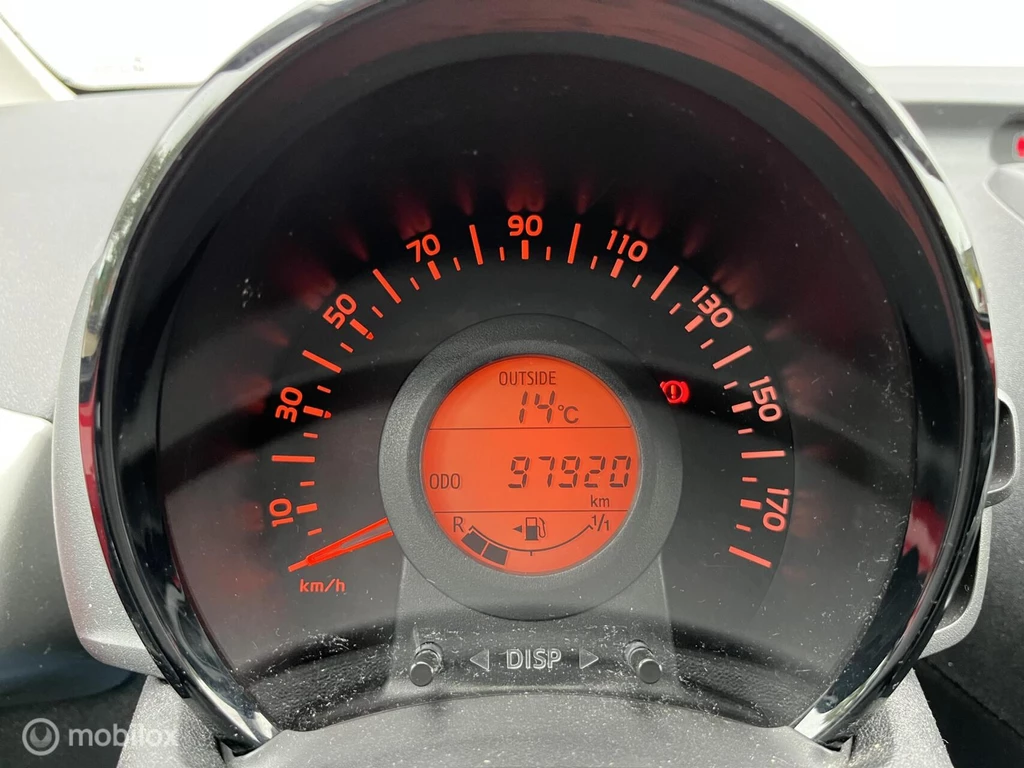 10
30
50
70
90
110
130
150
170
km/h
OUTSIDE
14°C
ODO 97920
km
R 1/1
DISP
mobilox